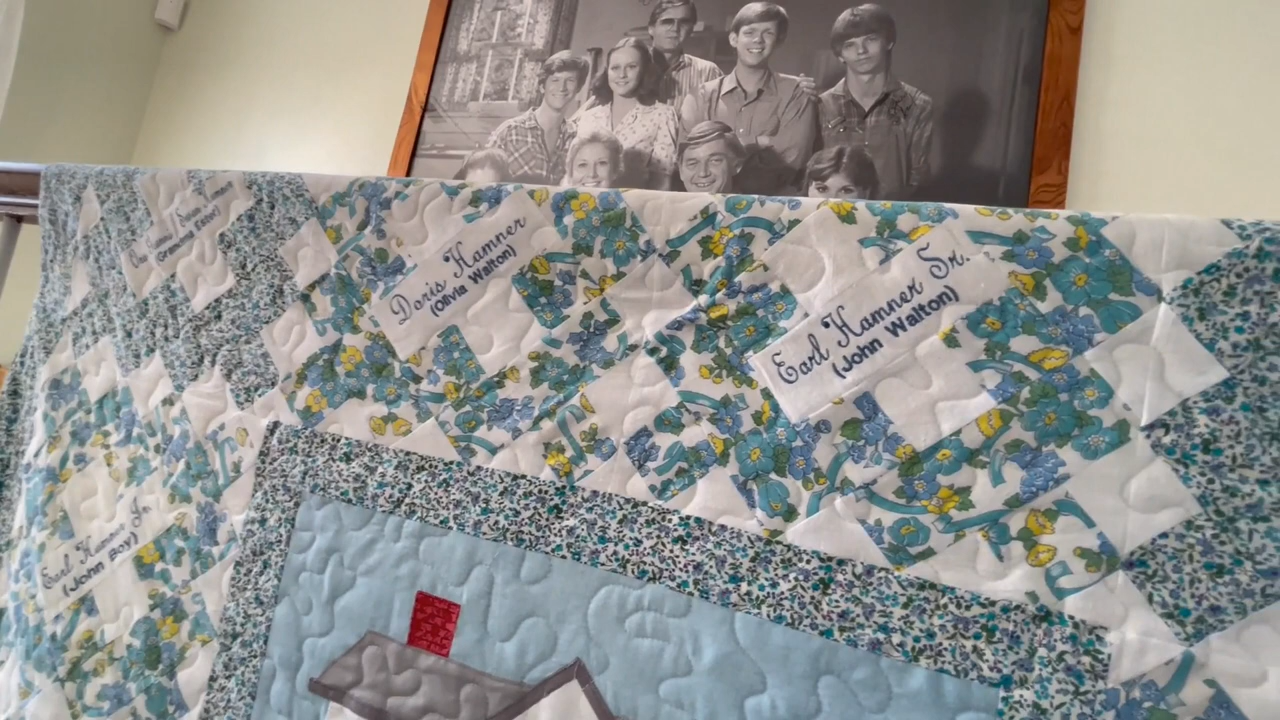 (Grandma Esther)
Doris Hamner
(Olivia Walton)
Earl Hamner Sr.
(John Walton)
Earl Hamner Jr.
(John Boy)